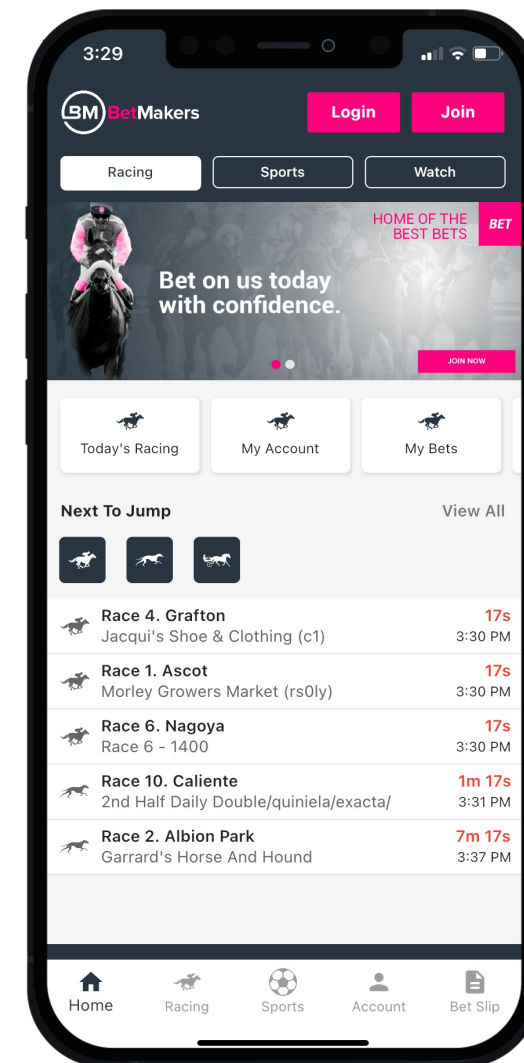 3:29
BM BetMakers
Login
Join
Racing
Sports
Watch
HOME OF THE
BEST BETS
BET
Bet on us today
with confidence.
JOIN NOW
Today's Racing
My Account
My Bets
Next To Jump
View All
Race 4. Grafton
17s
Jacqui's Shoe & Clothing (c1)
3:30 PM
Race 1. Ascot
17s
Morley Growers Market (rs0ly)
3:30 PM
Race 6. Nagoya
17s
Race 6 - 1400
3:30 PM
Race 10. Caliente
1m 17s
2nd Half Daily Double/quiniela/exacta/
3:31 PM
Race 2. Albion Park
7m 17s
Garrard's Horse And Hound
3:37 PM
Home
Racing
Sports
Account
Bet Slip